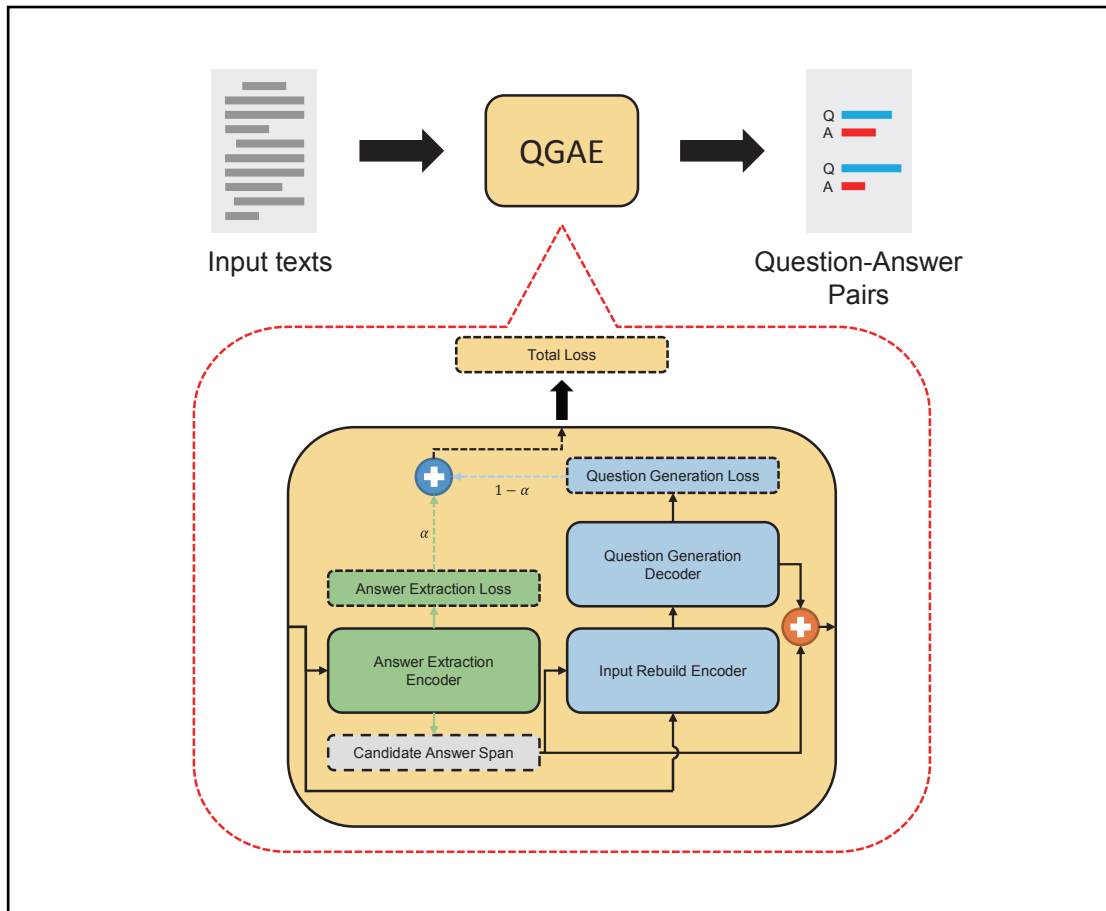 QGAE
Q
A
Q
A
Input texts
Question-Answer
Pairs
Total Loss
Question Generation Loss
1 − α
α
Question Generation
Decoder
Answer Extraction Loss
Answer Extraction
Encoder
Input Rebuild Encoder
Candidate Answer Span